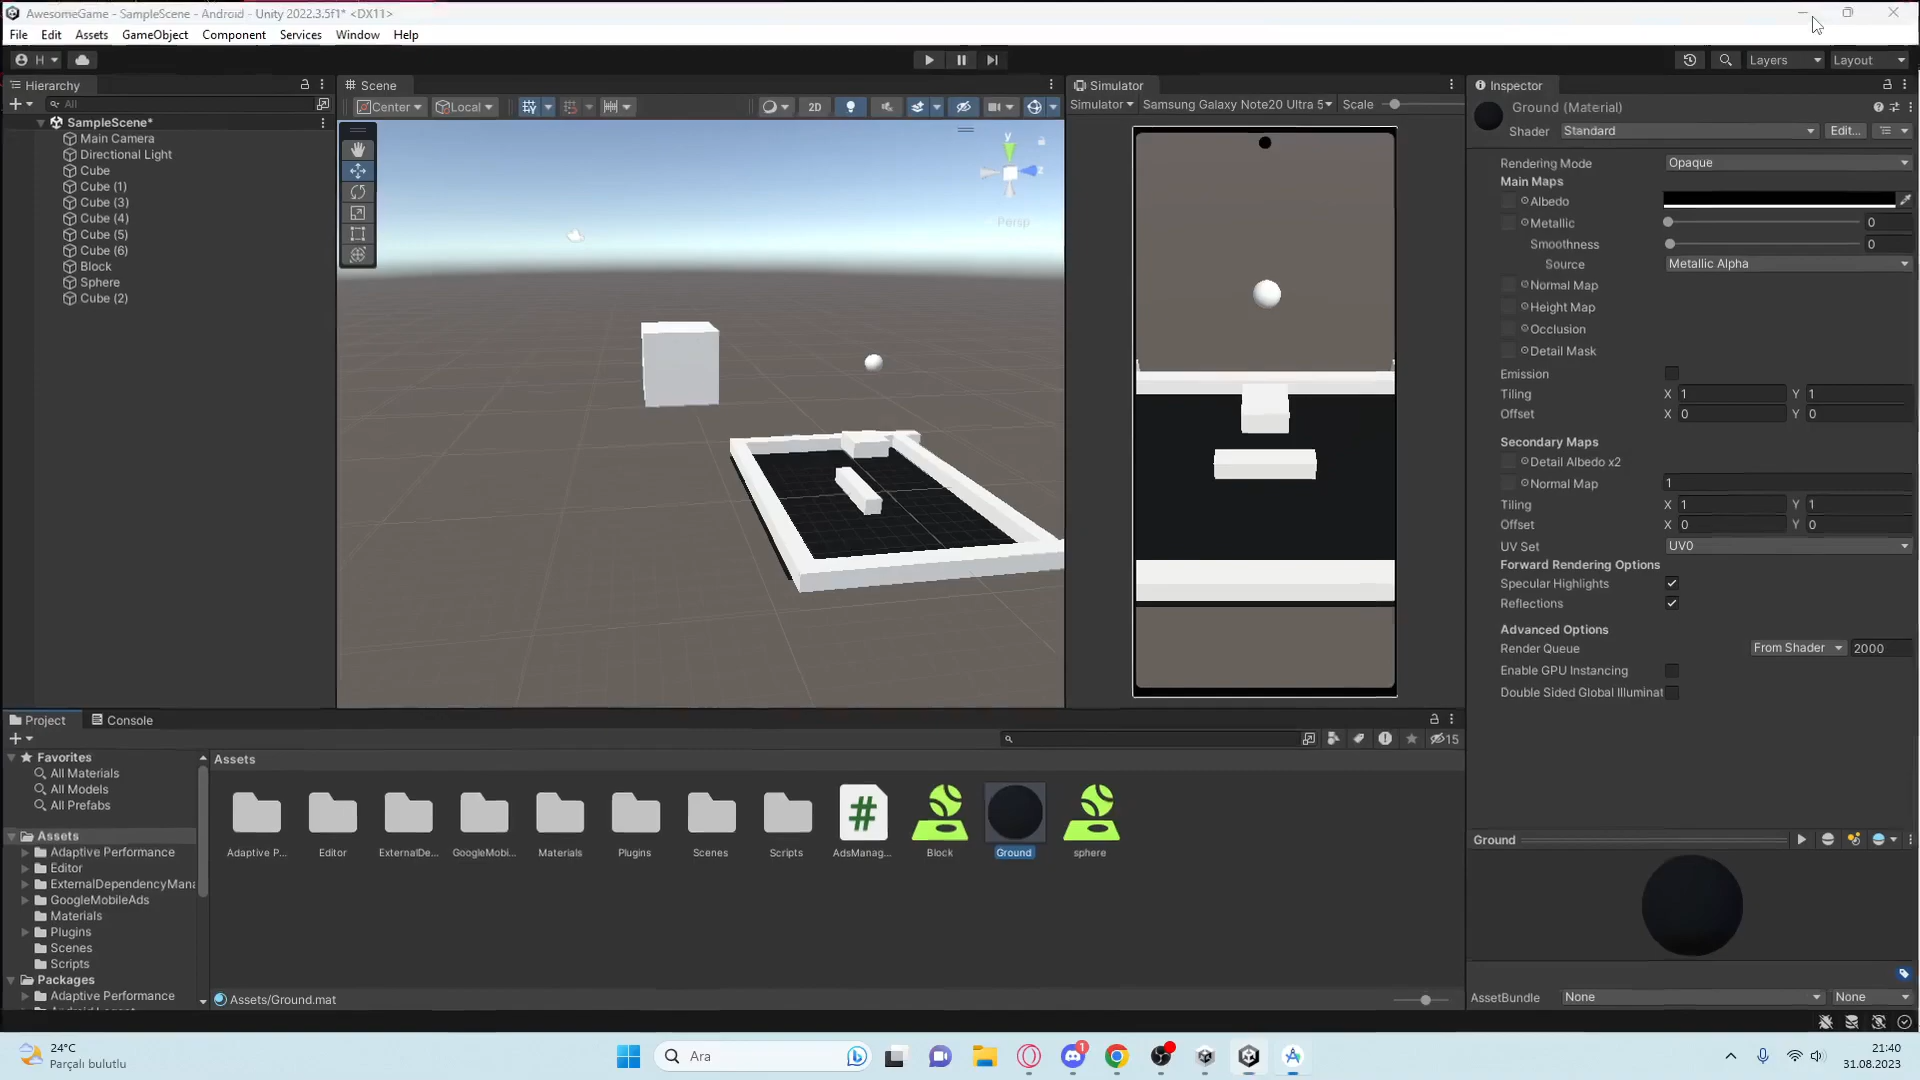 AwesomeGame - SampleScene - Android - Unity 2022.3.5f1* <DX11>
File Edit Assets GameObject Component Services Window Help
H Layers Layout
Hierarchy Scene Simulator Inspector
All
Center Local 2D
Simulator Samsung Galaxy Note20 Ultra 5 Scale
Ground (Material)
Shader Standard Edit...
SampleScene*
Main Camera
Directional Light
Cube
Cube (1)
Cube (3)
Cube (4)
Cube (5)
Cube (6)
Block
Sphere
Cube (2)
y
z
Persp
Rendering Mode Opaque
Main Maps
Albedo
Metallic 0
Smoothness 0
Source Metallic Alpha
Normal Map
Height Map
Occlusion
Detail Mask
Emission
Tiling X 1 Y 1
Offset X 0 Y 0
Secondary Maps
Detail Albedo x2
Normal Map 1
Tiling X 1 Y 1
Offset X 0 Y 0
UV Set UV0
Forward Rendering Options
Specular Highlights
Reflections
Advanced Options
Render Queue From Shader 2000
Enable GPU Instancing
Double Sided Global Illuminat
Project Console
15
Favorites
All Materials
All Models
All Prefabs
Assets
Adaptive Performance
Editor
ExternalDependencyMana
GoogleMobileAds
Materials
Plugins
Scenes
Scripts
Packages
Adaptive Performance
Assets
Adaptive P... Editor ExternalDe... GoogleMobi... Materials Plugins Scenes Scripts AdsManag... Block Ground sphere
Assets/Ground.mat
Ground
AssetBundle None None
24°C
Parçalı bulutlu
Ara
1
21:40
31.08.2023